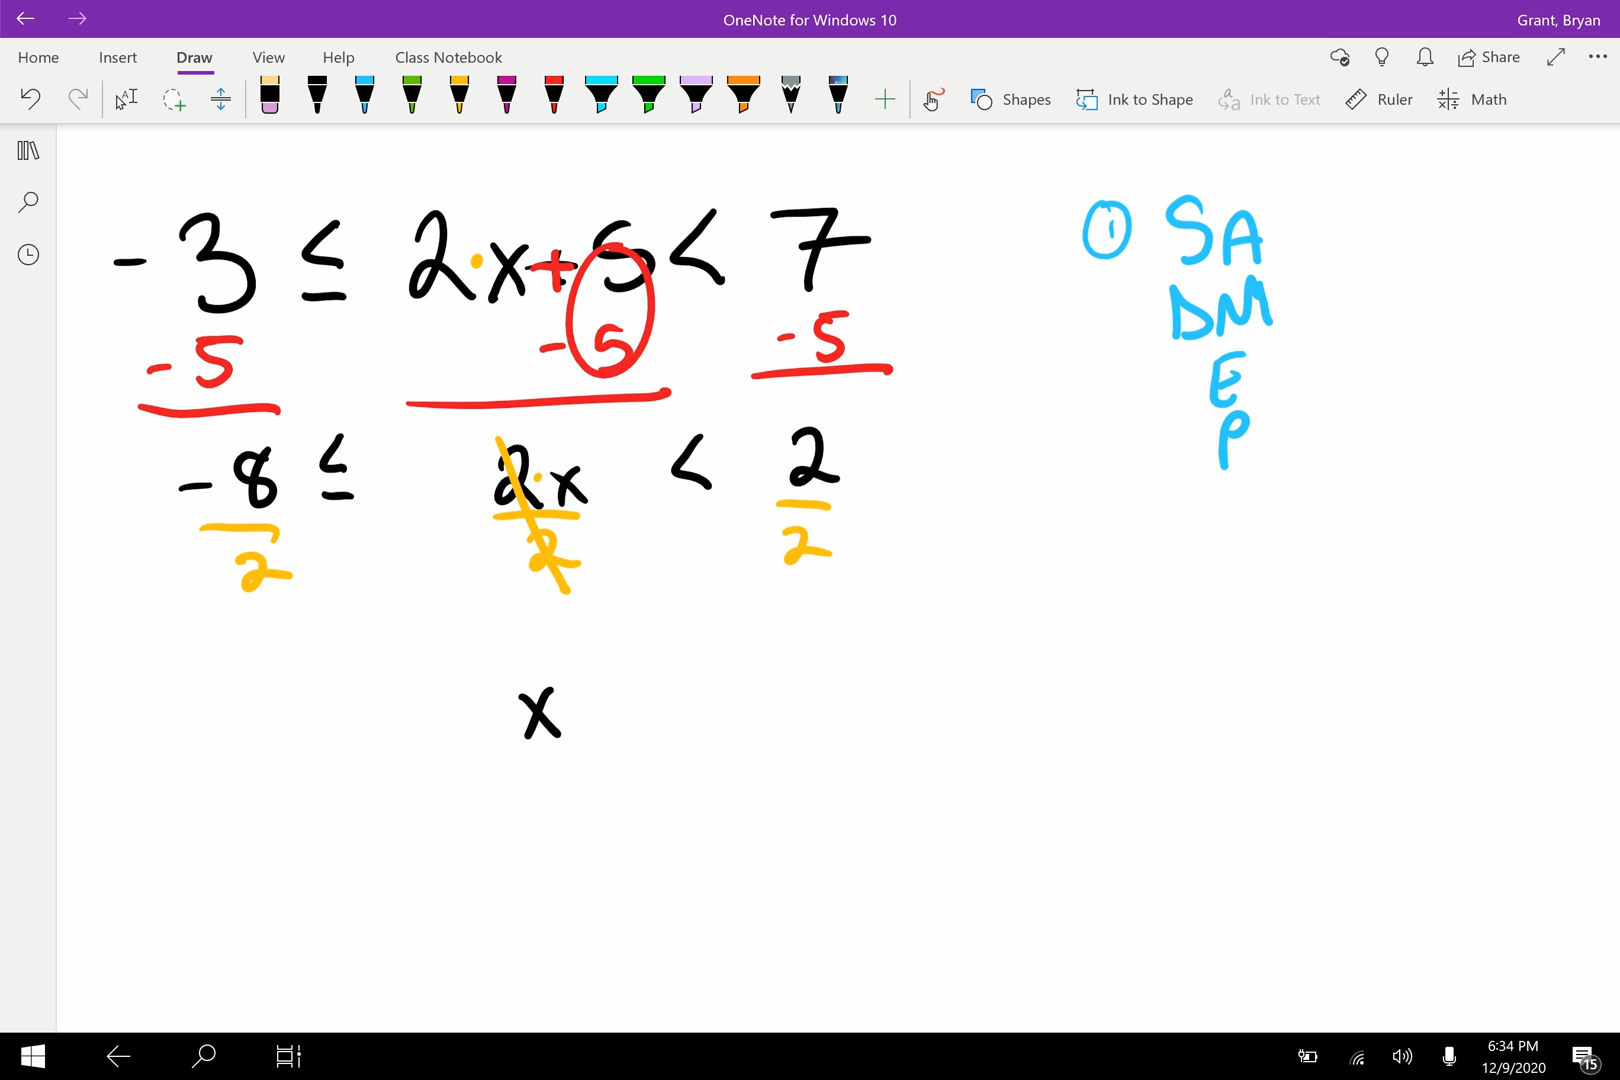 OneNote for Windows 10 Grant, Bryan
Home Insert Draw View Help Class Notebook Share
Shapes Ink to Shape Ink to Text Ruler Math
-3 ≤ 2·x+5 < 7
-5 -5 -5
-8 ≤ 2·x < 2
2 2 2
x
① SA
DM
E
P
6:34 PM
12/9/2020
15